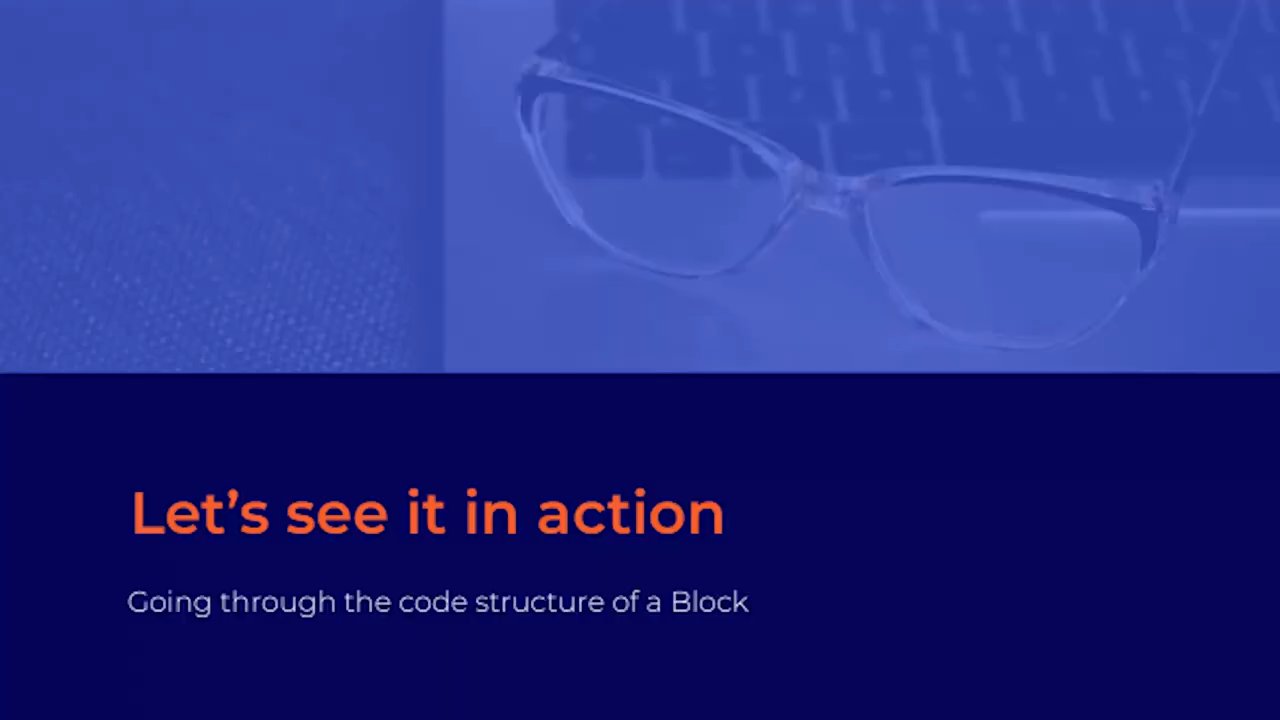 Let’s see it in action
Going through the code structure of a Block